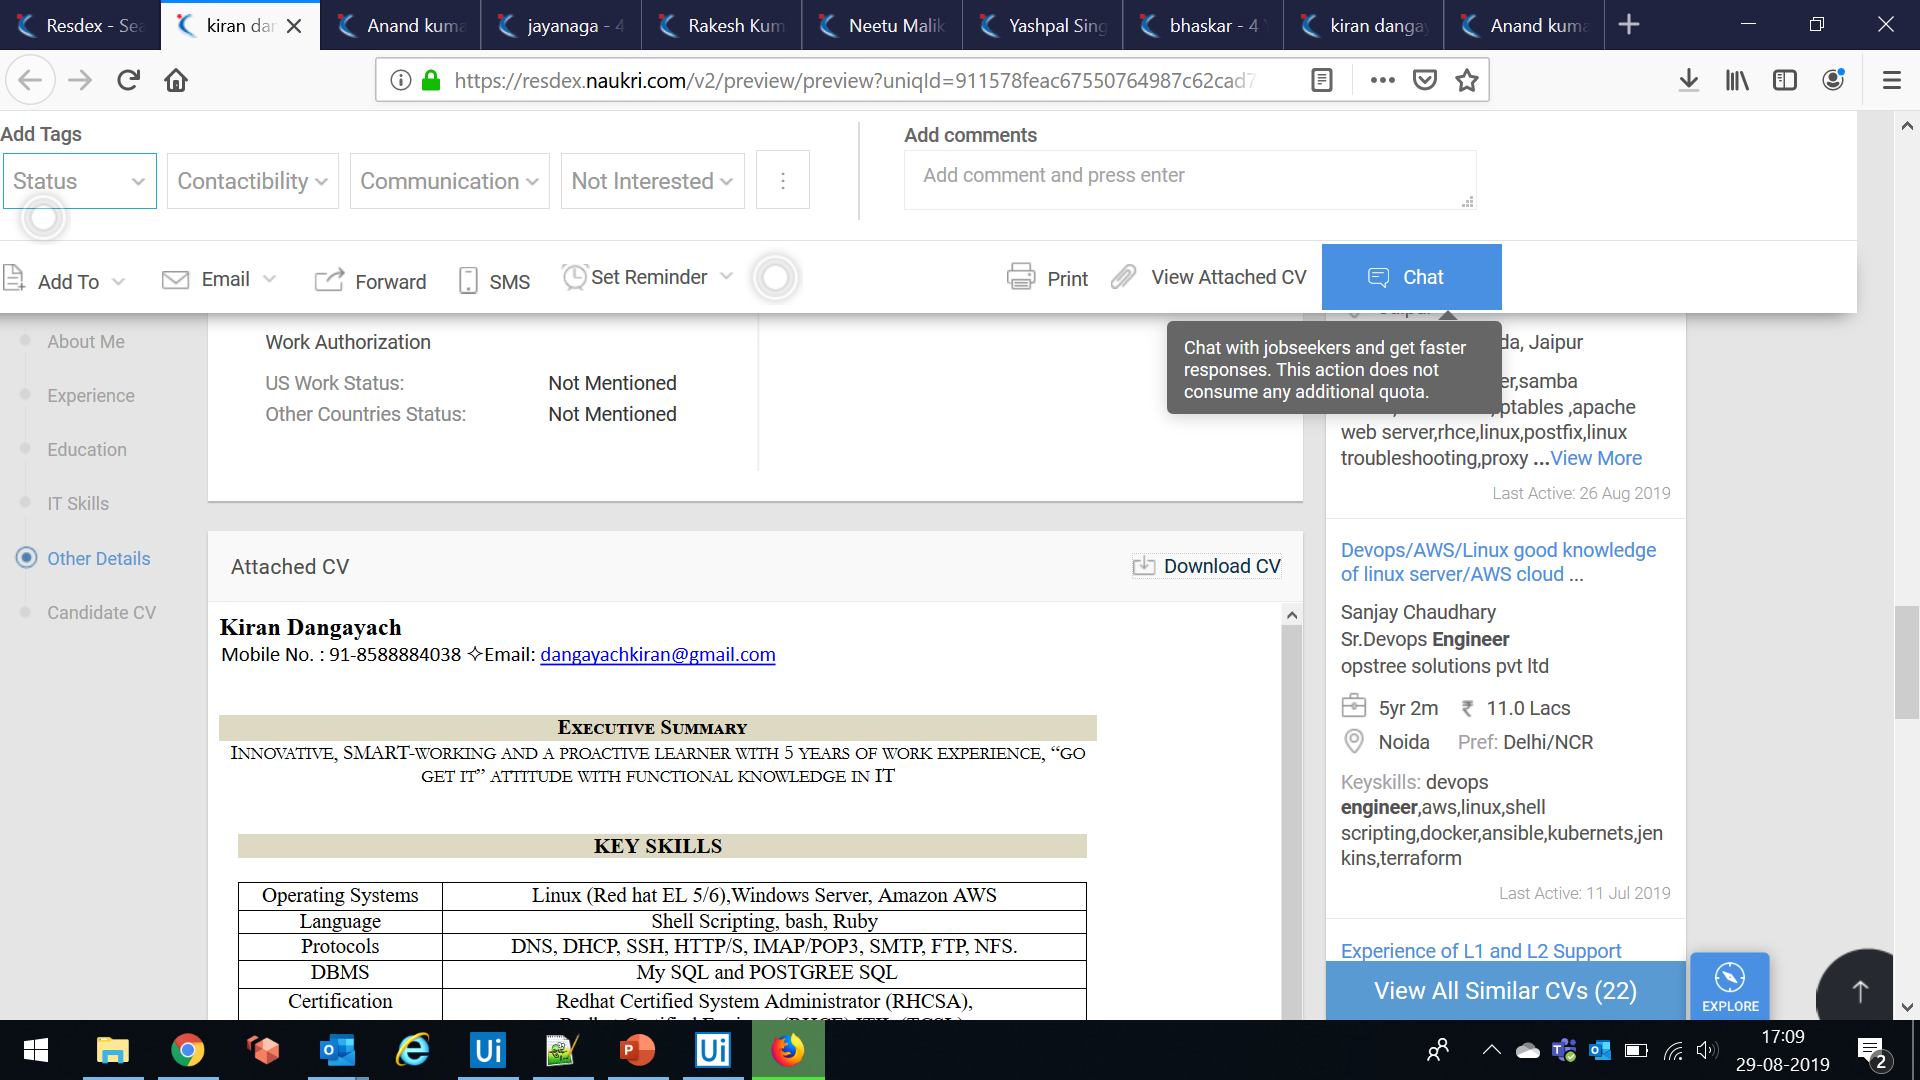 Resdex - Sea
kiran dan
Anand kuma
jayanaga - 4
Rakesh Kum
Neetu Malik
Yashpal Sing
bhaskar - 4 Y
kiran dangay
Anand kuma
https://resdex.naukri.com/v2/preview/preview?uniqId=911578feac67550764987c62cad7
Add Tags
Add comments
Status
Contactibility
Communication
Not Interested
Add comment and press enter
Add To
Email
Forward
SMS
Set Reminder
Print
View Attached CV
Chat
Chat with jobseekers and get faster
responses. This action does not
consume any additional quota.
About Me
Experience
Education
IT Skills
Other Details
Candidate CV
Work Authorization
US Work Status: Not Mentioned
Other Countries Status: Not Mentioned
da, Jaipur
er,samba
ptables ,apache
web server,rhce,linux,postfix,linux
troubleshooting,proxy ...View More
Last Active: 26 Aug 2019
Attached CV
Download CV
Kiran Dangayach
Mobile No. : 91-8588884038 ✧Email: dangayachkiran@gmail.com
EXECUTIVE SUMMARY
INNOVATIVE, SMART-WORKING AND A PROACTIVE LEARNER WITH 5 YEARS OF WORK EXPERIENCE, “GO
GET IT” ATTITUDE WITH FUNCTIONAL KNOWLEDGE IN IT
KEY SKILLS
Operating Systems Linux (Red hat EL 5/6),Windows Server, Amazon AWS
Language Shell Scripting, bash, Ruby
Protocols DNS, DHCP, SSH, HTTP/S, IMAP/POP3, SMTP, FTP, NFS.
DBMS My SQL and POSTGREE SQL
Certification Redhat Certified System Administrator (RHCSA),
Devops/AWS/Linux good knowledge
of linux server/AWS cloud ...
Sanjay Chaudhary
Sr.Devops Engineer
opstree solutions pvt ltd
5yr 2m ₹ 11.0 Lacs
Noida Pref: Delhi/NCR
Keyskills: devops
engineer,aws,linux,shell
scripting,docker,ansible,kubernets,jen
kins,terraform
Last Active: 11 Jul 2019
Experience of L1 and L2 Support
View All Similar CVs (22)
EXPLORE
17:09
29-08-2019
2